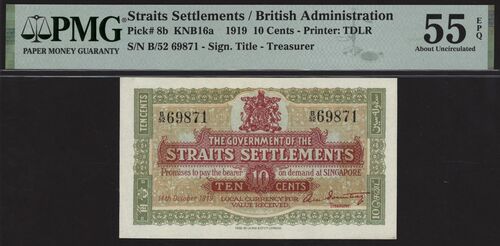 PMG
PAPER MONEY GUARANTY
Straits Settlements / British Administration
Pick# 8b KNB16a 1919 10 Cents - Printer: TDLR
S/N B/52 69871 - Sign. Title - Treasurer
55 EPQ
About Uncirculated
TEN CENTS
B/52 69871 B/52 69871
THE GOVERNMENT OF THE
STRAITS SETTLEMENTS
Promises to pay the bearer on demand at SINGAPORE
TEN 10 CENTS
14th October 1919.
LOCAL CURRENCY FOR
VALUE RECEIVED.
TREASURER.
10 CENTS